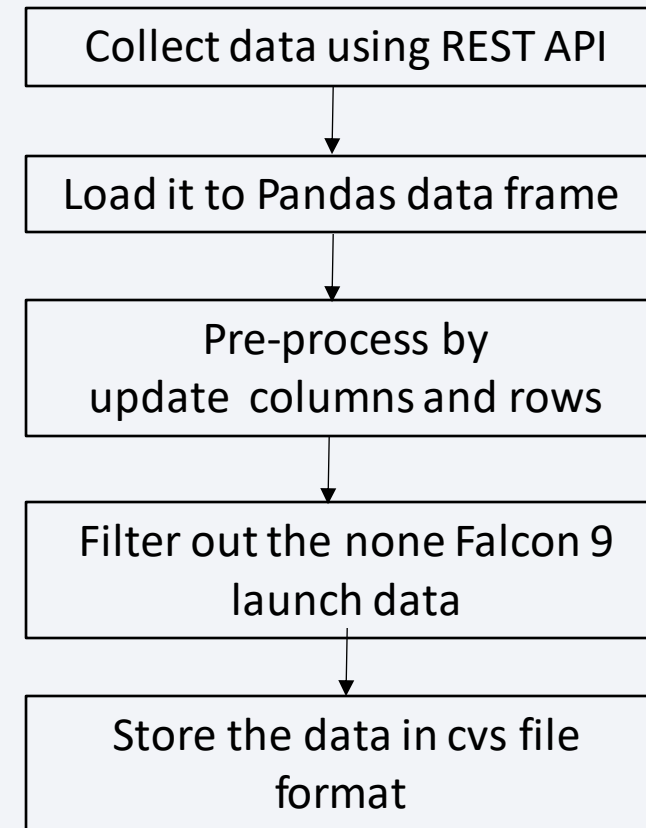 Collect data using REST API
Load it to Pandas data frame
Pre-process by
update columns and rows
Filter out the none Falcon 9
launch data
Store the data in cvs file
format